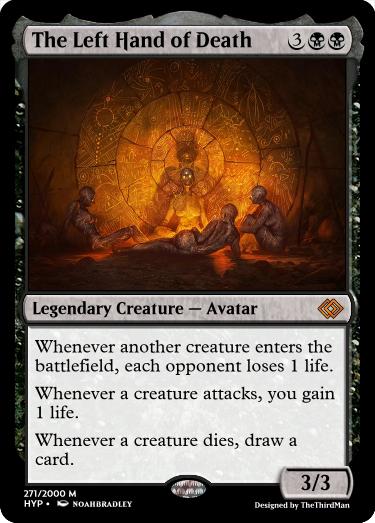 The Left Hand of Death 3
Legendary Creature — Avatar
Whenever another creature enters the
battlefield, each opponent loses 1 life.
Whenever a creature attacks, you gain
1 life.
Whenever a creature dies, draw a
card.
3/3
271/2000 M
HYP • NOAHBRADLEY
Designed by TheThirdMan